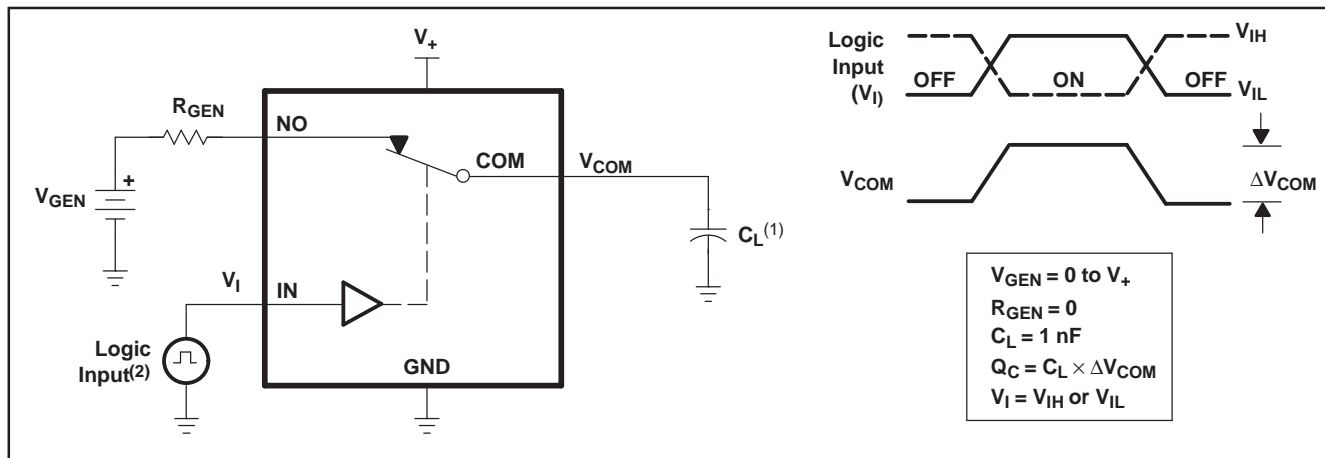 V+
RGEN
NO
COM
VCOM
VGEN
+
CL(1)
VI
IN
Logic
Input(2)
GND
Logic
Input
(VI)
VIH
OFF
ON
OFF
VIL
VCOM
ΔVCOM
VGEN = 0 to V+
RGEN = 0
CL = 1 nF
QC = CL × ΔVCOM
VI = VIH or VIL